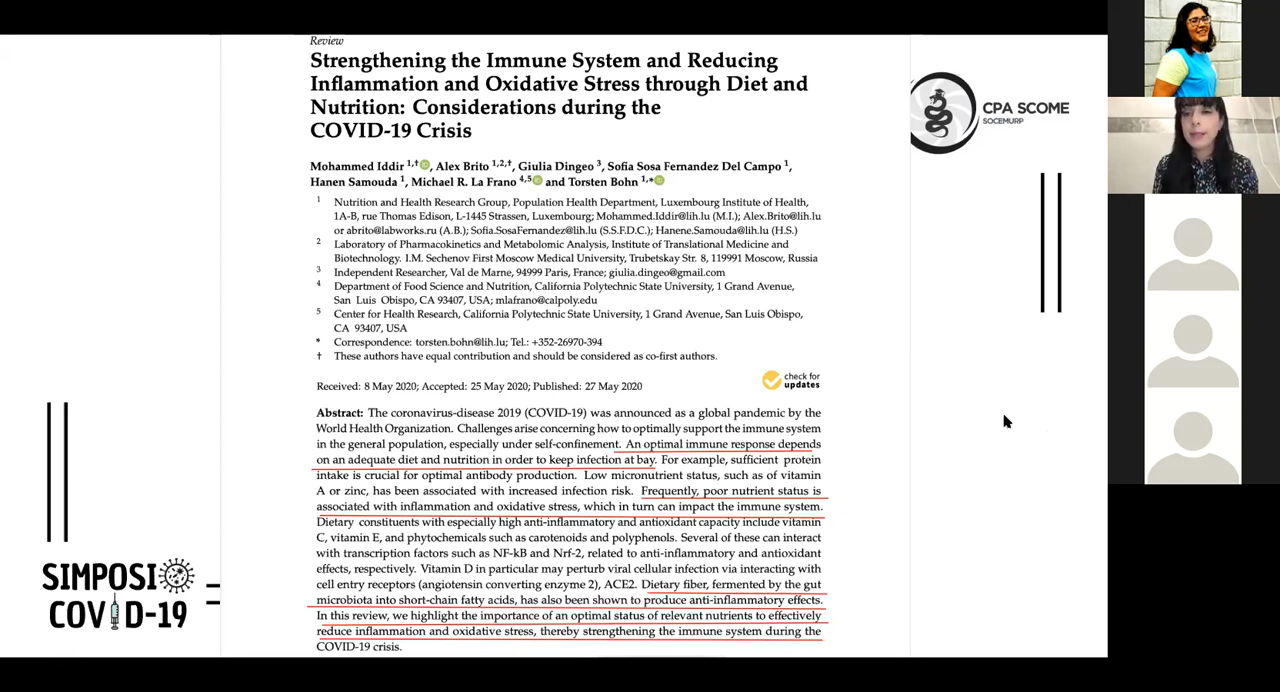 Review
Strengthening the Immune System and Reducing
Inflammation and Oxidative Stress through Diet and
Nutrition: Considerations during the
COVID-19 Crisis
Mohammed Iddir 1,†, Alex Brito 1,2,†, Giulia Dingeo 3, Sofia Sosa Fernandez Del Campo 1,
Hanen Samouda 1, Michael R. La Frano 4,5 and Torsten Bohn 1,*
1 Nutrition and Health Research Group, Population Health Department, Luxembourg Institute of Health,
1A-B, rue Thomas Edison, L-1445 Strassen, Luxembourg; Mohammed.Iddir@lih.lu (M.I.); Alex.Brito@lih.lu
or abrito@labworks.ru (A.B.); Sofia.SosaFernandez@lih.lu (S.S.F.D.C.); Hanene.Samouda@lih.lu (H.S.)
2 Laboratory of Pharmacokinetics and Metabolomic Analysis, Institute of Translational Medicine and
Biotechnology. I.M. Sechenov First Moscow Medical University, Trubetskay Str. 8, 119991 Moscow, Russia
3 Independent Researcher, Val de Marne, 94999 Paris, France; giulia.dingeo@gmail.com
4 Department of Food Science and Nutrition, California Polytechnic State University, 1 Grand Avenue,
San Luis Obispo, CA 93407, USA; mlafrano@calpoly.edu
5 Center for Health Research, California Polytechnic State University, 1 Grand Avenue, San Luis Obispo,
CA 93407, USA
* Correspondence: torsten.bohn@lih.lu; Tel.: +352-26970-394
† These authors have equal contribution and should be considered as co-first authors.
check for
updates
Received: 8 May 2020; Accepted: 25 May 2020; Published: 27 May 2020
Abstract: The coronavirus-disease 2019 (COVID-19) was announced as a global pandemic by the
World Health Organization. Challenges arise concerning how to optimally support the immune system
in the general population, especially under self-confinement. An optimal immune response depends
on an adequate diet and nutrition in order to keep infection at bay. For example, sufficient protein
intake is crucial for optimal antibody production. Low micronutrient status, such as of vitamin
A or zinc, has been associated with increased infection risk. Frequently, poor nutrient status is
associated with inflammation and oxidative stress, which in turn can impact the immune system.
Dietary constituents with especially high anti-inflammatory and antioxidant capacity include vitamin
C, vitamin E, and phytochemicals such as carotenoids and polyphenols. Several of these can interact
with transcription factors such as NF-kB and Nrf-2, related to anti-inflammatory and antioxidant
effects, respectively. Vitamin D in particular may perturb viral cellular infection via interacting with
cell entry receptors (angiotensin converting enzyme 2), ACE2. Dietary fiber, fermented by the gut
microbiota into short-chain fatty acids, has also been shown to produce anti-inflammatory effects.
In this review, we highlight the importance of an optimal status of relevant nutrients to effectively
reduce inflammation and oxidative stress, thereby strengthening the immune system during the
COVID-19 crisis.
CPA SCOME
SOCEMURP
SIMPOSIO
COVID-19